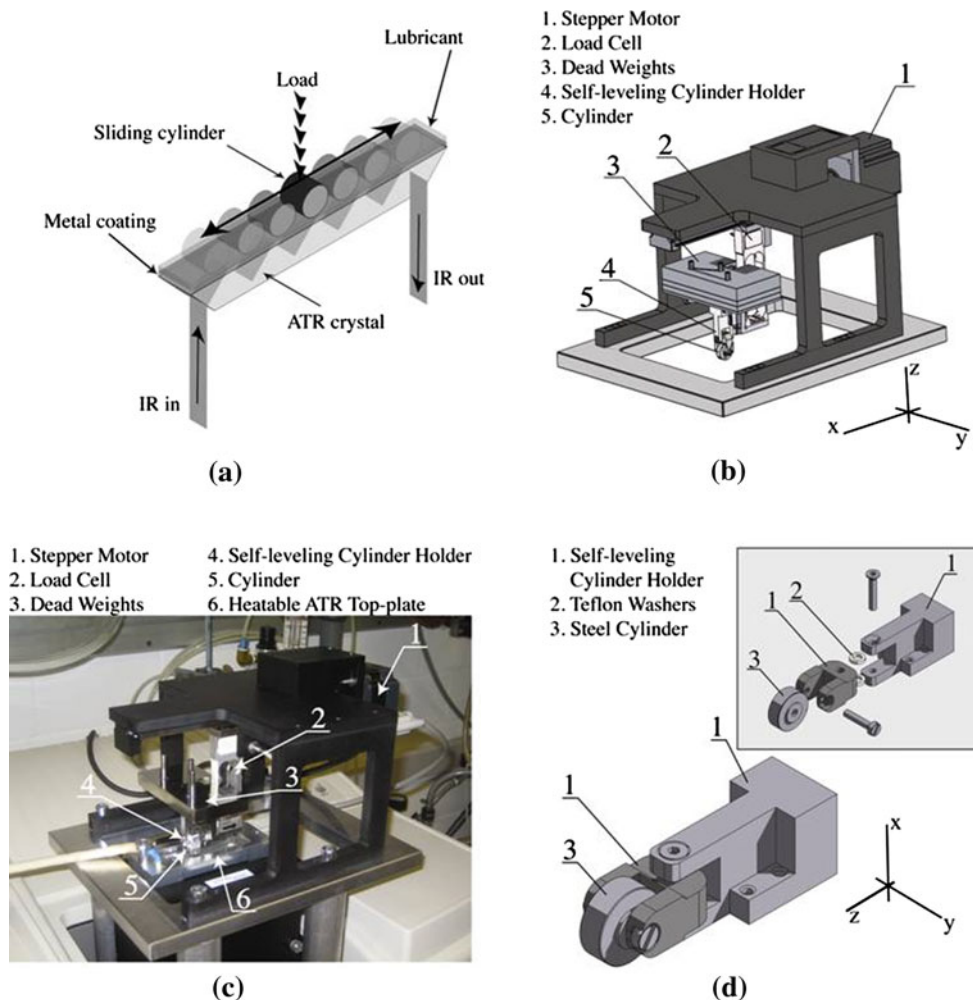 Lubricant
Load
Sliding cylinder
Metal coating
IR out
ATR crystal
IR in
(a)
1. Stepper Motor
2. Load Cell
3. Dead Weights
4. Self-leveling Cylinder Holder
5. Cylinder
1
2
3
4
5
z
x
y
(b)
1. Stepper Motor
2. Load Cell
3. Dead Weights
4. Self-leveling Cylinder Holder
5. Cylinder
6. Heatable ATR Top-plate
1
2
3
4
5
6
(c)
1. Self-leveling
Cylinder Holder
2. Teflon Washers
3. Steel Cylinder
1
2
1
3
1
1
3
x
z
y
(d)